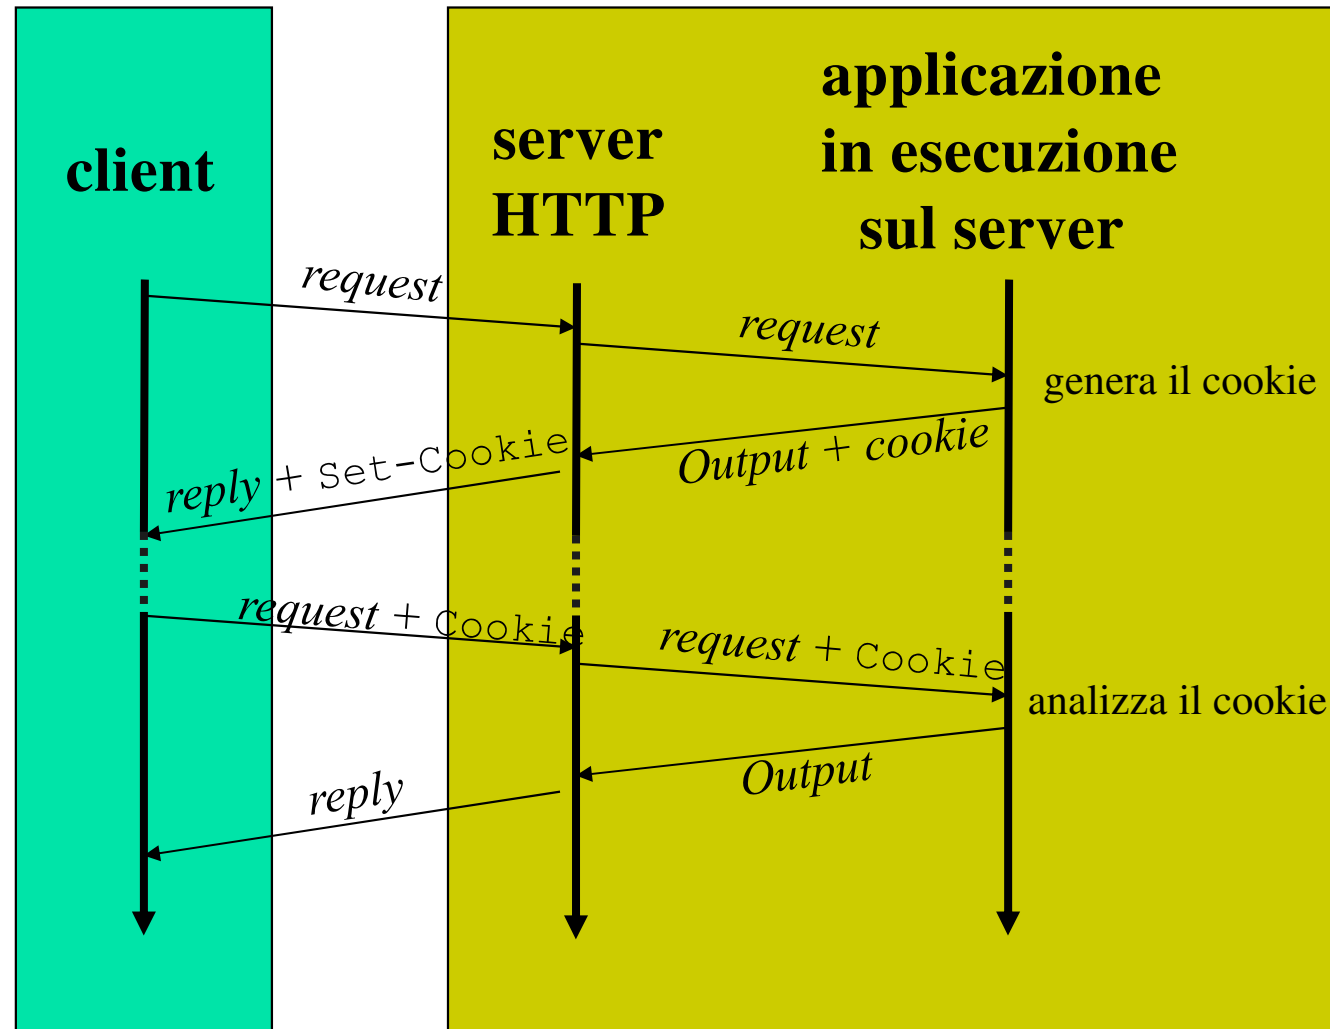 client
server
HTTP
applicazione
in esecuzione
sul server
request
request
genera il cookie
Output + cookie
reply + Set-Cookie
request + Cookie
request + Cookie
analizza il cookie
Output
reply